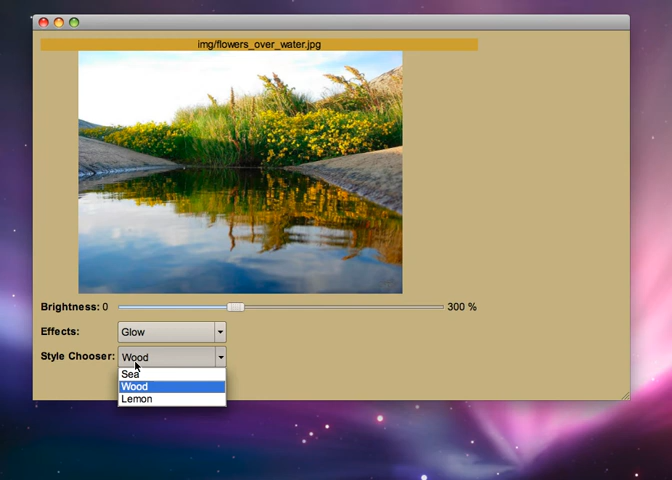 img/flowers_over_water.jpg
Brightness: 0 300 %
Effects: Glow
Style Chooser: Wood
Sea
Wood
Lemon